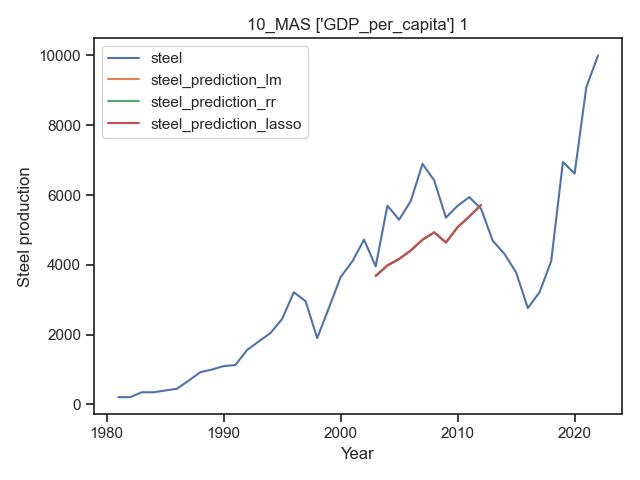 10_MAS ['GDP_per_capita'] 1
steel
steel_prediction_lm
steel_prediction_rr
steel_prediction_lasso
10000
8000
6000
4000
2000
0
Steel production
1980
1990
2000
2010
2020
Year